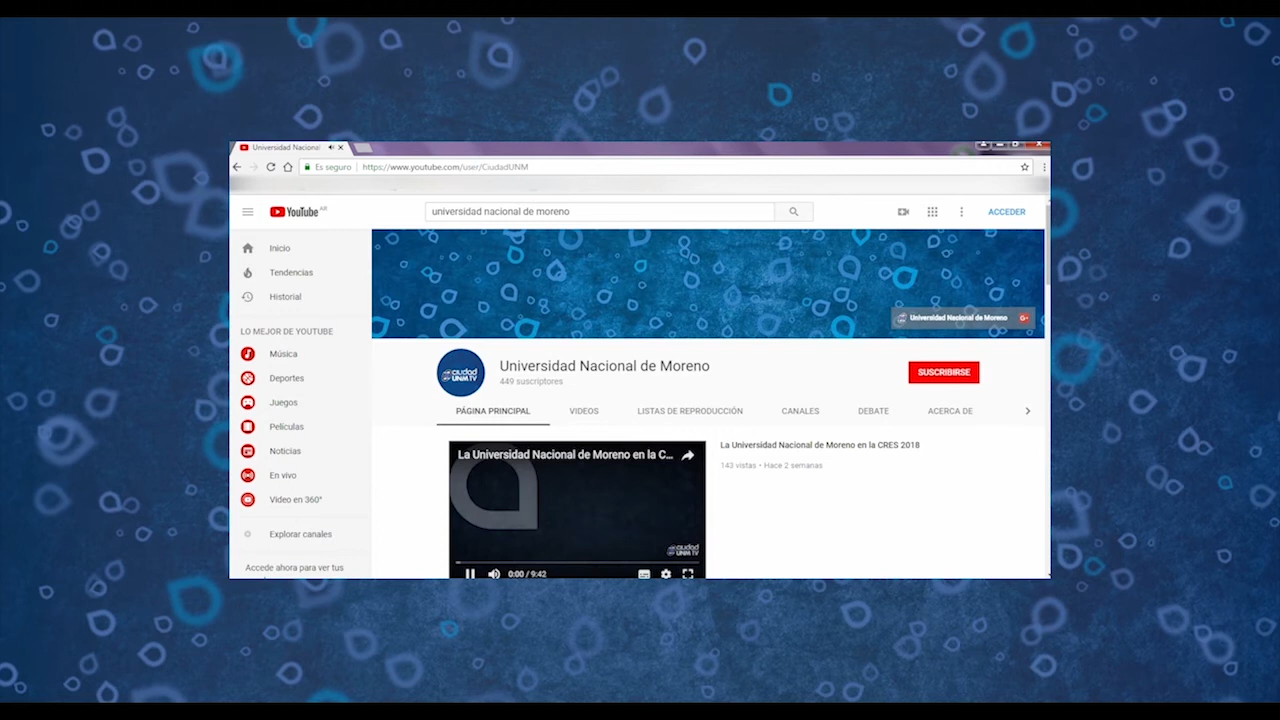 Universidad Nacional
Es seguro | https://www.youtube.com/user/CiudadUNM
YouTube AR
universidad nacional de moreno
ACCEDER
Inicio
Tendencias
Historial
LO MEJOR DE YOUTUBE
Música
Deportes
Juegos
Películas
Noticias
En vivo
Video en 360°
Explorar canales
Accede ahora para ver tus
Universidad Nacional de Moreno
G+
ciudad
UNM TV
Universidad Nacional de Moreno
449 suscriptores
SUSCRIBIRSE
PÁGINA PRINCIPAL
VIDEOS
LISTAS DE REPRODUCCIÓN
CANALES
DEBATE
ACERCA DE
La Universidad Nacional de Moreno en la C...
ciudad
UNM TV
0:00 / 9:42
La Universidad Nacional de Moreno en la CRES 2018
143 vistas • Hace 2 semanas